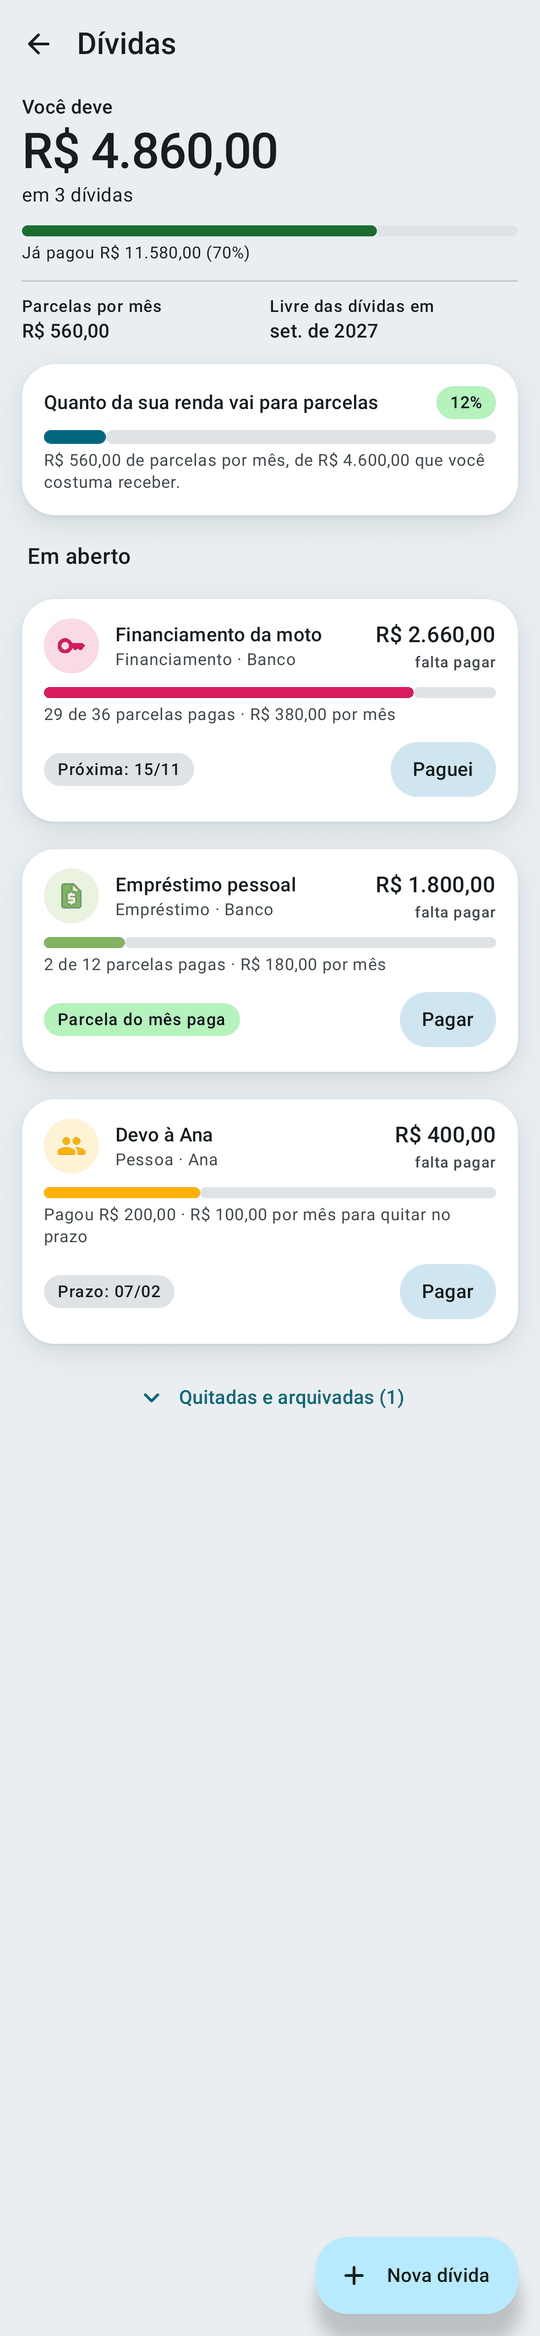 Dívidas
Você deve
R$ 4.860,00
em 3 dívidas
Já pagou R$ 11.580,00 (70%)
Parcelas por mês
R$ 560,00
Livre das dívidas em
set. de 2027
Quanto da sua renda vai para parcelas
12%
R$ 560,00 de parcelas por mês, de R$ 4.600,00 que você
costuma receber.
Em aberto
Financiamento da moto
Financiamento · Banco
R$ 2.660,00
falta pagar
29 de 36 parcelas pagas · R$ 380,00 por mês
Próxima: 15/11
Paguei
Empréstimo pessoal
Empréstimo · Banco
R$ 1.800,00
falta pagar
2 de 12 parcelas pagas · R$ 180,00 por mês
Parcela do mês paga
Pagar
Devo à Ana
Pessoa · Ana
R$ 400,00
falta pagar
Pagou R$ 200,00 · R$ 100,00 por mês para quitar no
prazo
Prazo: 07/02
Pagar
Quitadas e arquivadas (1)
Nova dívida